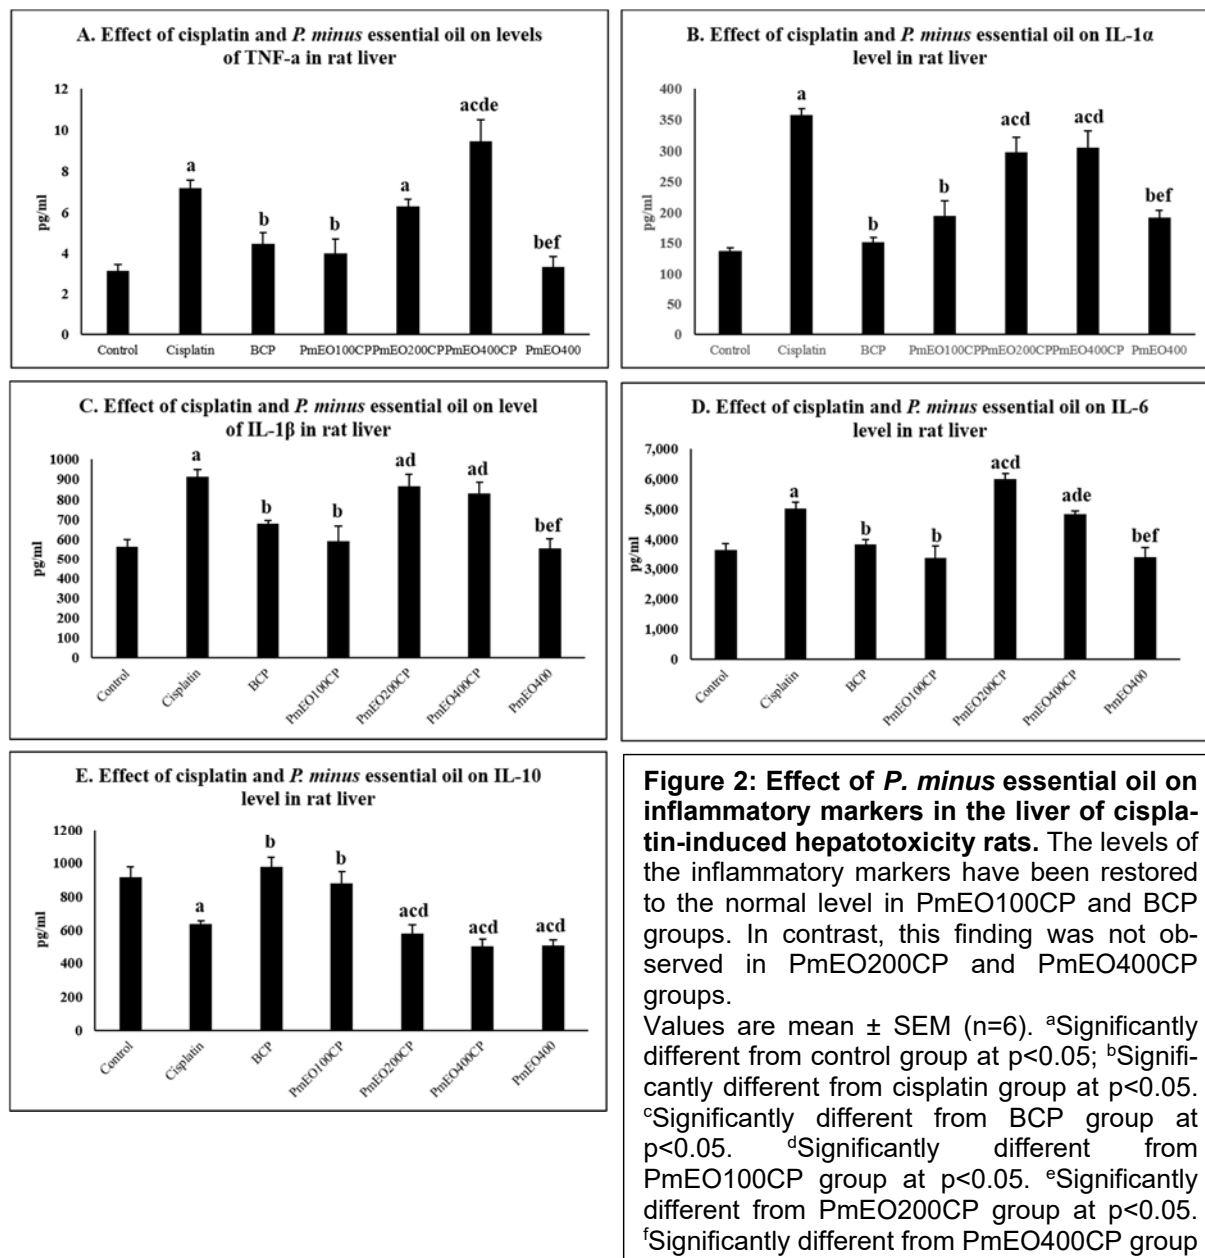 A. Effect of cisplatin and P. minus essential oil on levels
of TNF-a in rat liver
12
10
8
6
4
2
0
pg/ml
a
b
b
a
acde
bef
Control Cisplatin BCP PmEO100CP PmEO200CP PmEO400CP PmEO400
B. Effect of cisplatin and P. minus essential oil on IL-1α
level in rat liver
400
350
300
250
200
150
100
50
0
pg/ml
a
b
b
acd
acd
bef
Control Cisplatin BCP PmEO100CP PmEO200CP PmEO400CP PmEO400
C. Effect of cisplatin and P. minus essential oil on level
of IL-1β in rat liver
1000
900
800
700
600
500
400
300
200
100
0
pg/ml
a
b
b
ad
ad
bef
Control
Cisplatin
BCP
PmEO100CP
PmEO200CP
PmEO400CP
PmEO400
D. Effect of cisplatin and P. minus essential oil on IL-6
level in rat liver
7,000
6,000
5,000
4,000
3,000
2,000
1,000
0
pg/ml
a
b
b
acd
ade
bef
Control
Cisplatin
BCP
PmEO100CP
PmEO200CP
PmEO400CP
PmEO400
E. Effect of cisplatin and P. minus essential oil on IL-10
level in rat liver
1200
1000
800
600
400
200
0
pg/ml
a
b
b
acd
acd
acd
Control
Cisplatin
BCP
PmEO100CP
PmEO200CP
PmEO400CP
PmEO400
Figure 2: Effect of P. minus essential oil on
inflammatory markers in the liver of cispla-
tin-induced hepatotoxicity rats. The levels of
the inflammatory markers have been restored
to the normal level in PmEO100CP and BCP
groups. In contrast, this finding was not ob-
served in PmEO200CP and PmEO400CP
groups.
Values are mean ± SEM (n=6). ᵃSignificantly
different from control group at p<0.05; ᵇSignifi-
cantly different from cisplatin group at p<0.05.
ᶜSignificantly different from BCP group at
p<0.05. ᵈSignificantly different from
PmEO100CP group at p<0.05. ᵉSignificantly
different from PmEO200CP group at p<0.05.
ᶠSignificantly different from PmEO400CP group